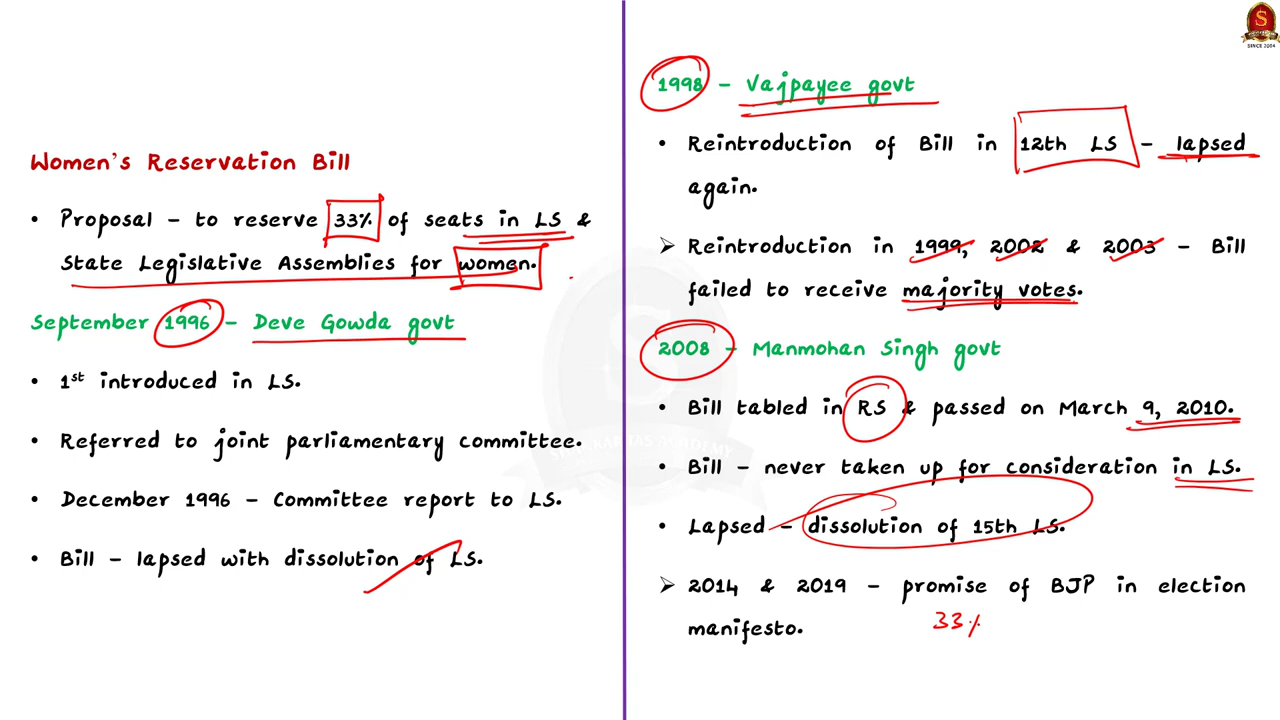 Women's Reservation Bill
• Proposal – to reserve 33% of seats in LS &
State Legislative Assemblies for women.
September 1996 – Deve Gowda govt
• 1st introduced in LS.
• Referred to joint parliamentary committee.
• December 1996 – Committee report to LS.
• Bill – lapsed with dissolution of LS.
1998 – Vajpayee govt
• Reintroduction of Bill in 12th LS – lapsed
again.
➢ Reintroduction in 1999, 2002 & 2003 – Bill
failed to receive majority votes.
2008 – Manmohan Singh govt
• Bill tabled in RS & passed on March 9, 2010.
• Bill – never taken up for consideration in LS.
• Lapsed – dissolution of 15th LS.
➢ 2014 & 2019 – promise of BJP in election
manifesto.
33%
S
SINCE 2004